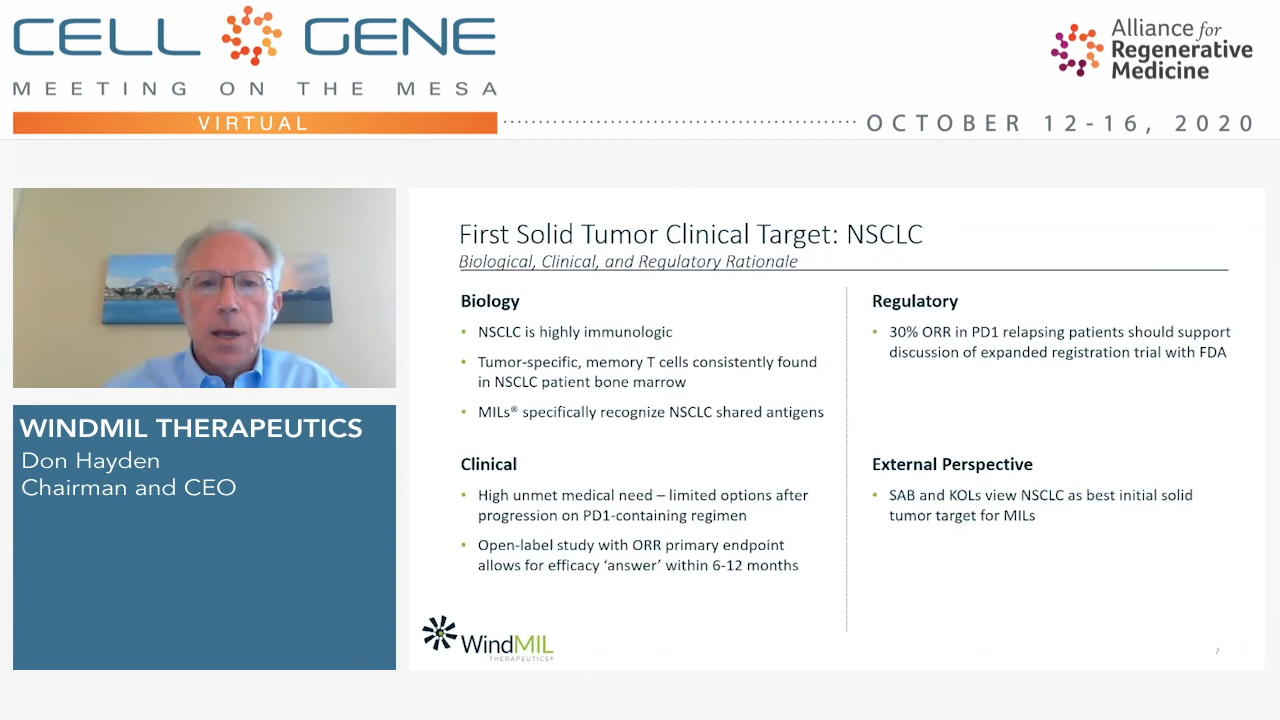 CELL GENE
MEETING ON THE MESA
VIRTUAL
Alliance for
Regenerative
Medicine
OCTOBER 12-16, 2020
WINDMIL THERAPEUTICS
Don Hayden
Chairman and CEO
First Solid Tumor Clinical Target: NSCLC
Biological, Clinical, and Regulatory Rationale
Biology
• NSCLC is highly immunologic
• Tumor-specific, memory T cells consistently found
in NSCLC patient bone marrow
• MILs® specifically recognize NSCLC shared antigens
Clinical
• High unmet medical need – limited options after
progression on PD1-containing regimen
• Open-label study with ORR primary endpoint
allows for efficacy ‘answer’ within 6-12 months
Regulatory
• 30% ORR in PD1 relapsing patients should support
discussion of expanded registration trial with FDA
External Perspective
• SAB and KOLs view NSCLC as best initial solid
tumor target for MILs
WindMIL
THERAPEUTICS®
7